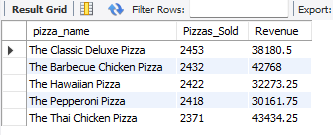 Result Grid Filter Rows: Export:
pizza_name Pizzas_Sold Revenue
The Classic Deluxe Pizza 2453 38180.5
The Barbecue Chicken Pizza 2432 42768
The Hawaiian Pizza 2422 32273.25
The Pepperoni Pizza 2418 30161.75
The Thai Chicken Pizza 2371 43434.25